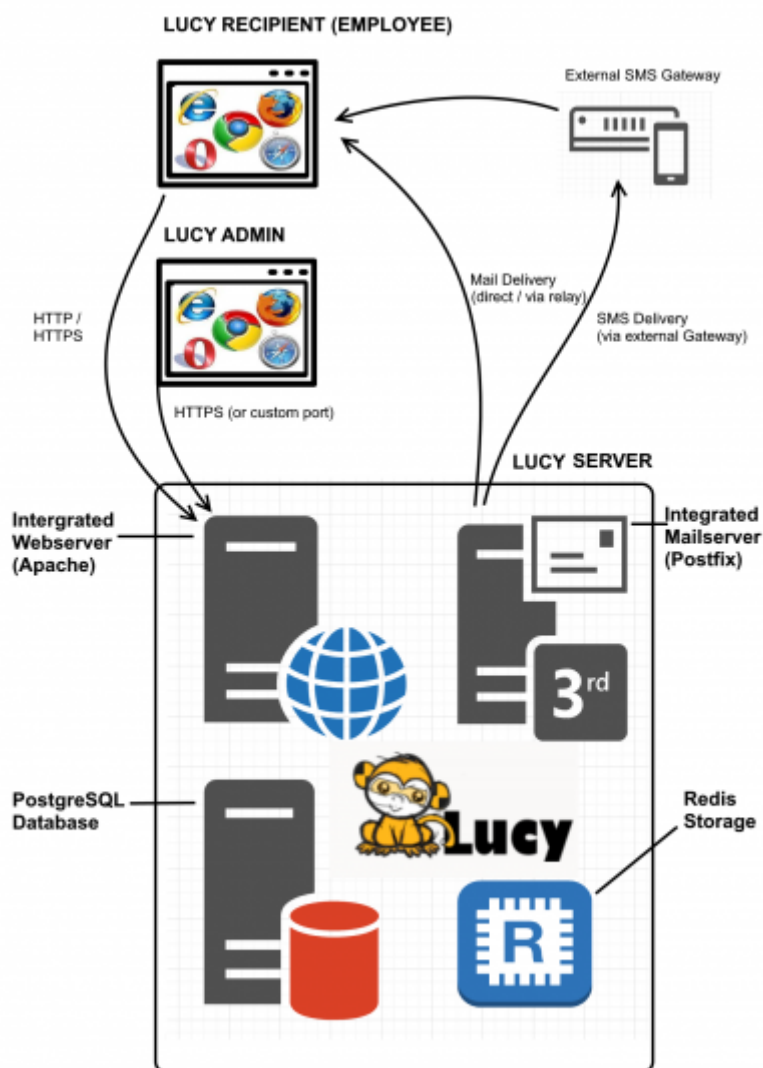 LUCY RECIPIENT (EMPLOYEE)
External SMS Gateway
LUCY ADMIN
HTTP /
HTTPS
Mail Delivery
(direct / via relay)
SMS Delivery
(via external Gateway)
HTTPS (or custom port)
LUCY SERVER
Intergrated
Webserver
(Apache)
Integrated
Mailserver
(Postfix)
3rd
PostgreSQL
Database
Lucy
Redis
Storage
R